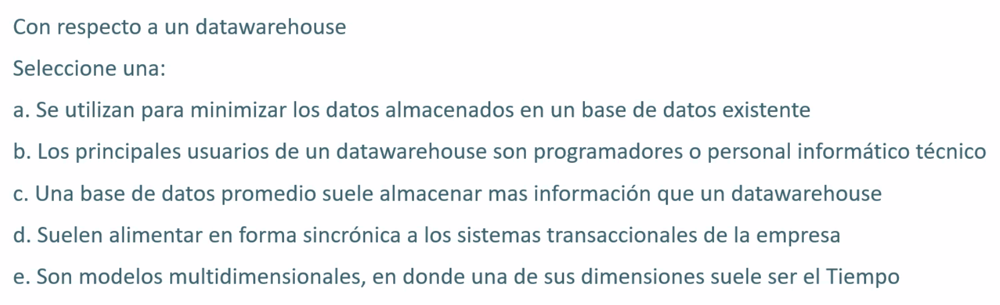 Con respecto a un datawarehouse
Seleccione una:
a. Se utilizan para minimizar los datos almacenados en un base de datos existente
b. Los principales usuarios de un datawarehouse son programadores o personal informático técnico
c. Una base de datos promedio suele almacenar mas información que un datawarehouse
d. Suelen alimentar en forma sincrónica a los sistemas transaccionales de la empresa
e. Son modelos multidimensionales, en donde una de sus dimensiones suele ser el Tiempo